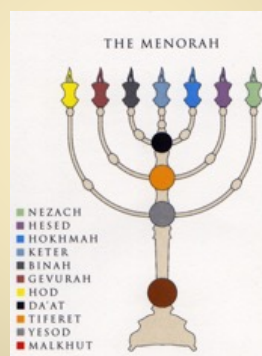 THE MENORAH
NEZACH
HESED
HOKHMAH
KETER
BINAH
GEVURAH
HOD
DA'AT
TIFERET
YESOD
MALKHUT